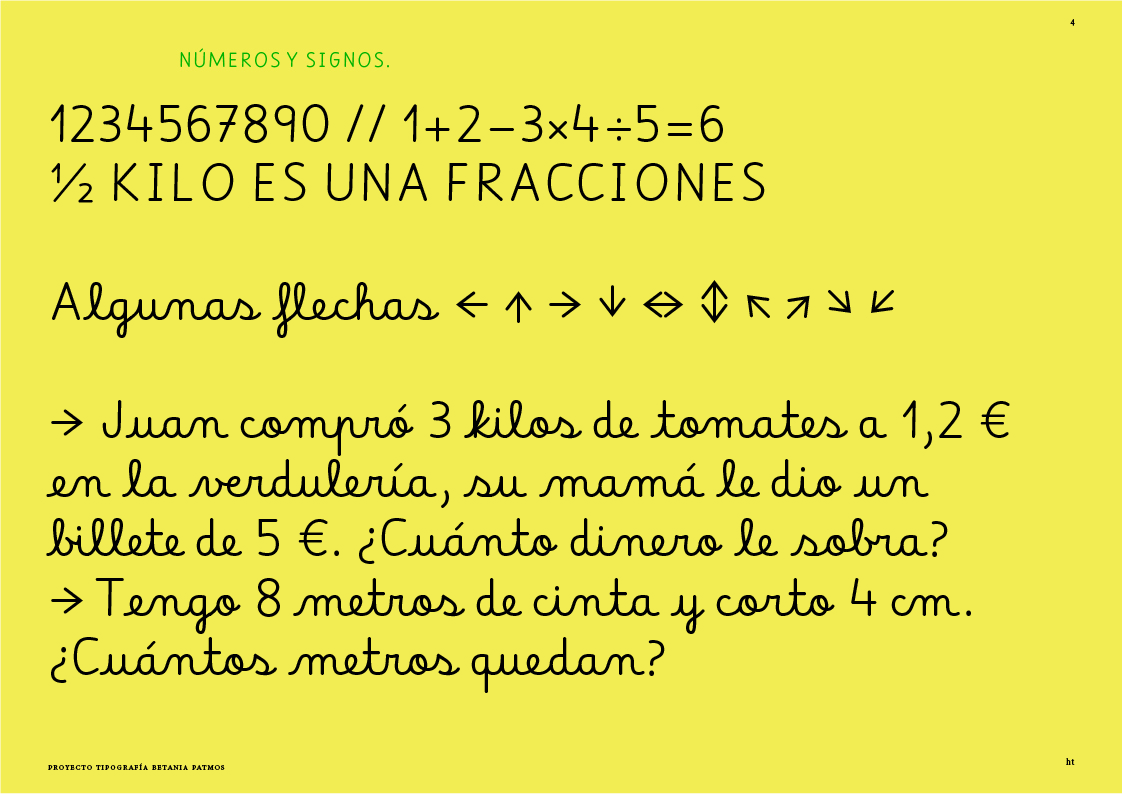 4
NÚMEROS Y SIGNOS.
1234567890 // 1+2−3×4÷5=6
½ KILO ES UNA FRACCIONES
Algunas flechas ← ↑ → ↓ ↔ ↕ ↖ ↗ ↘ ↙
→ Juan compró 3 kilos de tomates a 1,2 €
en la verdulería, su mamá le dio un
billete de 5 €. ¿Cuánto dinero le sobra?
→ Tengo 8 metros de cinta y corto 4 cm.
¿Cuántos metros quedan?
PROYECTO TIPOGRAFÍA BETANIA PATMOS
ht